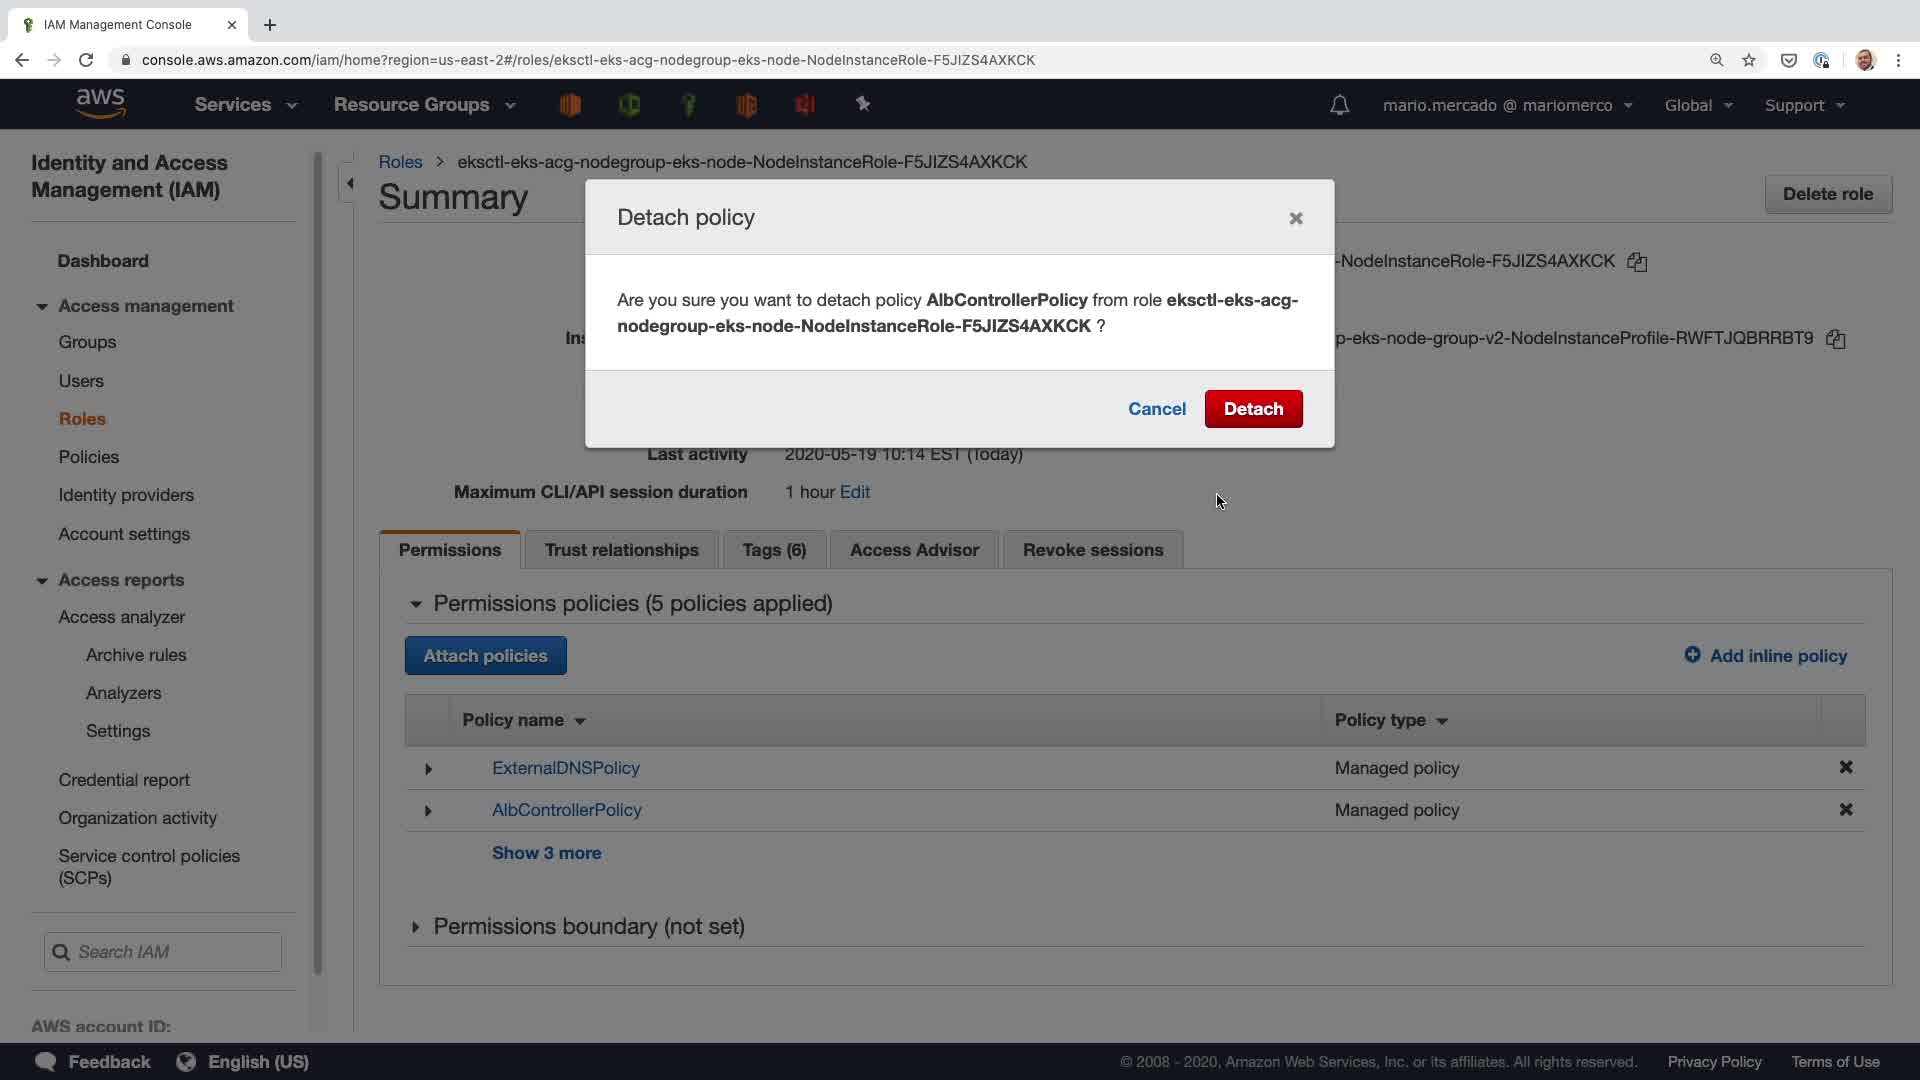 IAM Management Console
console.aws.amazon.com/iam/home?region=us-east-2#/roles/eksctl-eks-acg-nodegroup-eks-node-NodeInstanceRole-F5JIZS4AXKCK
aws
Services
Resource Groups
mario.mercado @ mariomerco
Global
Support
Identity and Access
Management (IAM)
Dashboard
Access management
Groups
Users
Roles
Policies
Identity providers
Account settings
Access reports
Access analyzer
Archive rules
Analyzers
Settings
Credential report
Organization activity
Service control policies
(SCPs)
Search IAM
AWS account ID:
Roles > eksctl-eks-acg-nodegroup-eks-node-NodeInstanceRole-F5JIZS4AXKCK
Summary
Delete role
-NodeInstanceRole-F5JIZS4AXKCK
Ins
p-eks-node-group-v2-NodeInstanceProfile-RWFTJQBRRBT9
Detach policy
Are you sure you want to detach policy AlbControllerPolicy from role eksctl-eks-acg-
nodegroup-eks-node-NodeInstanceRole-F5JIZS4AXKCK ?
Cancel
Detach
Last activity 2020-05-19 10:14 EST (Today)
Maximum CLI/API session duration 1 hour Edit
Permissions
Trust relationships
Tags (6)
Access Advisor
Revoke sessions
Permissions policies (5 policies applied)
Attach policies
Add inline policy
Policy name
Policy type
ExternalDNSPolicy
Managed policy
AlbControllerPolicy
Managed policy
Show 3 more
Permissions boundary (not set)
Feedback
English (US)
© 2008 - 2020, Amazon Web Services, Inc. or its affiliates. All rights reserved.
Privacy Policy
Terms of Use